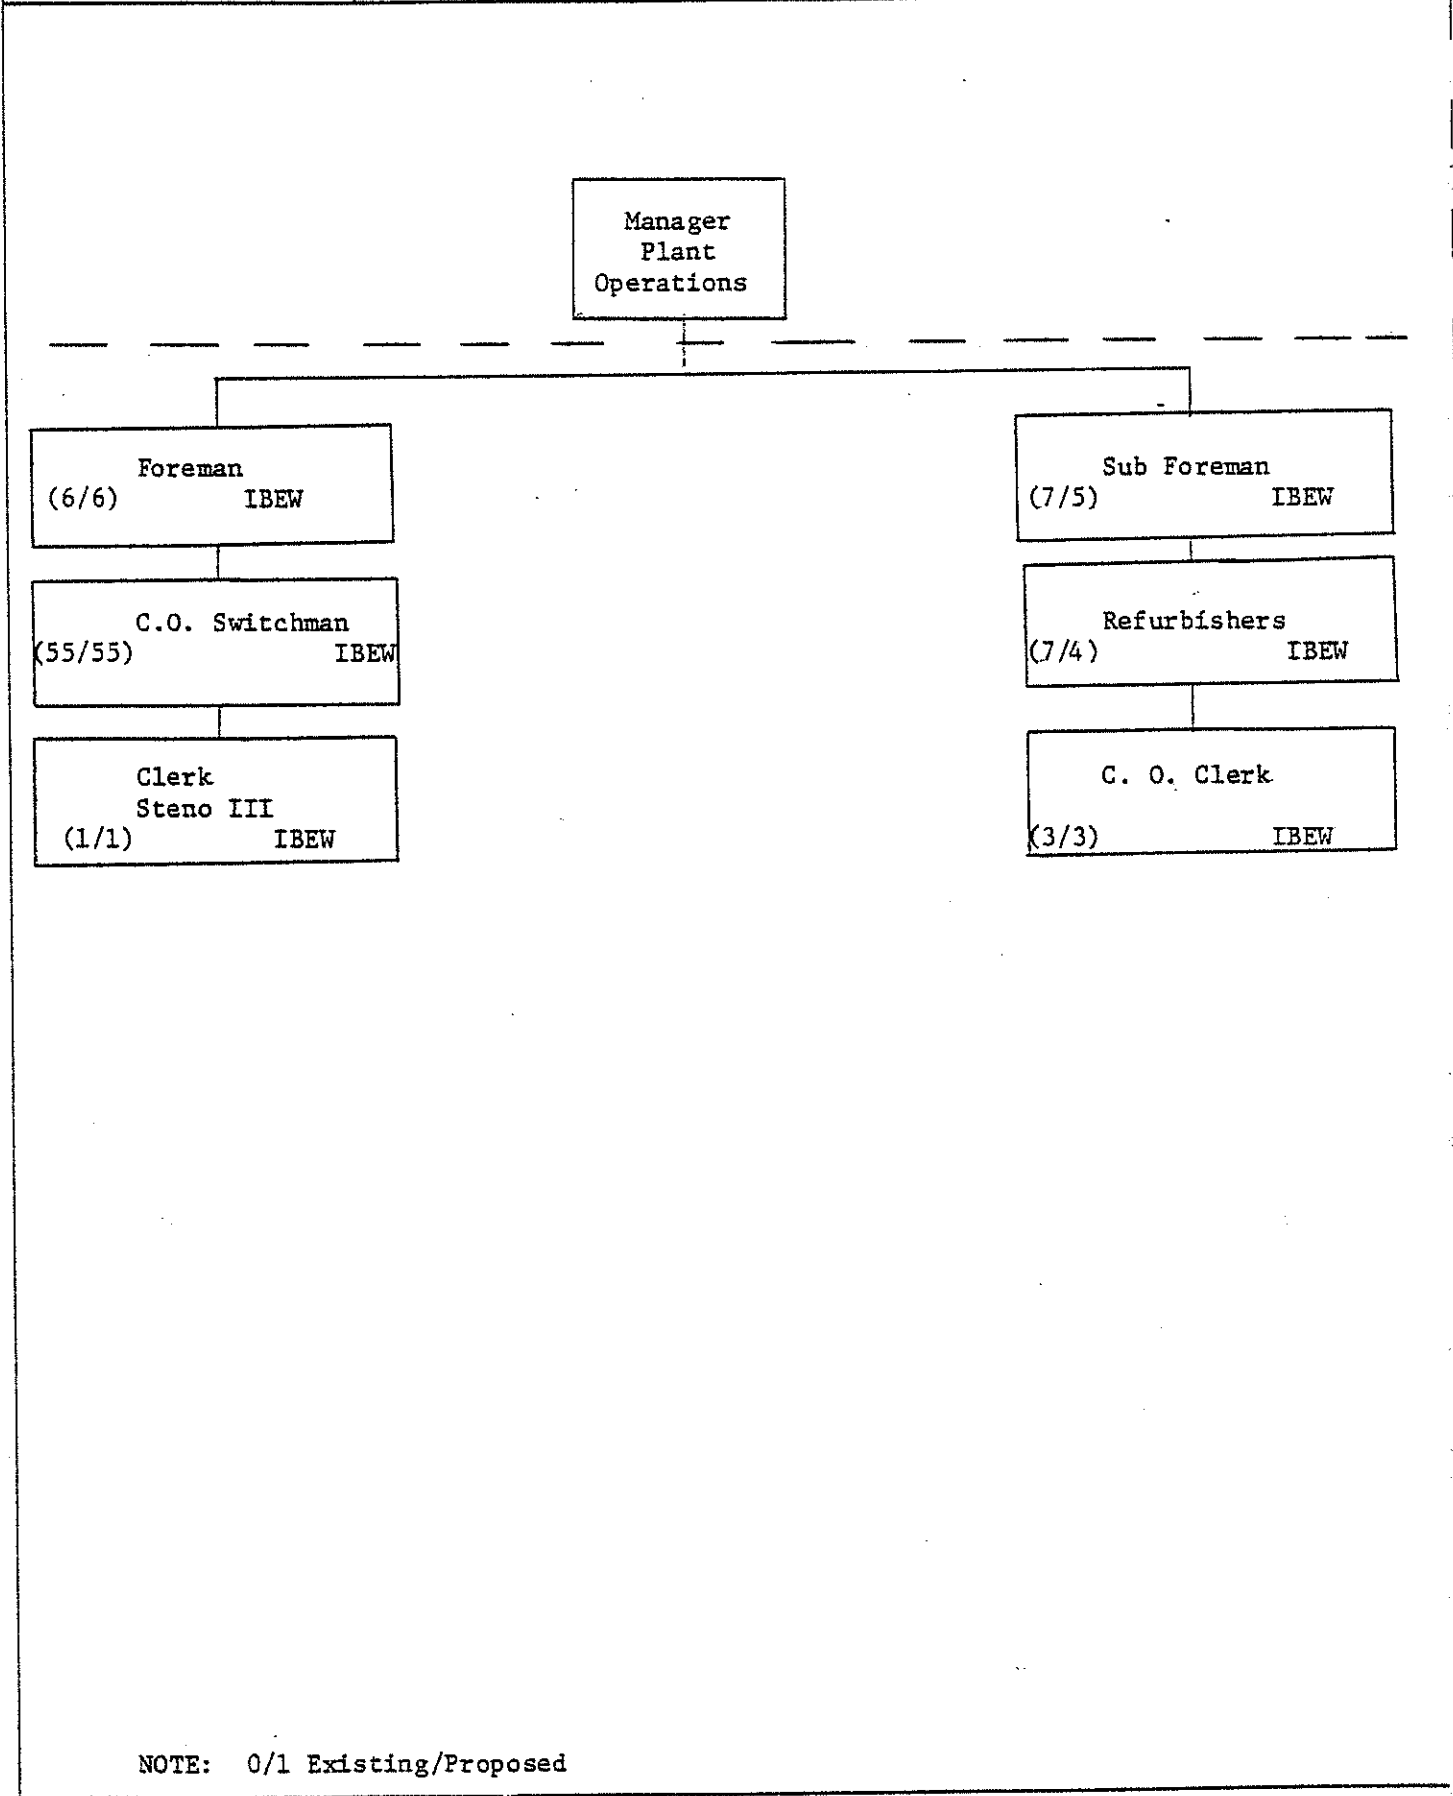 Manager
Plant
Operations
Foreman
(6/6) IBEW
C.O. Switchman
(55/55) IBEW
Clerk
Steno III
(1/1) IBEW
Sub Foreman
(7/5) IBEW
Refurbishers
(7/4) IBEW
C. O. Clerk
(3/3) IBEW
NOTE: 0/1 Existing/Proposed